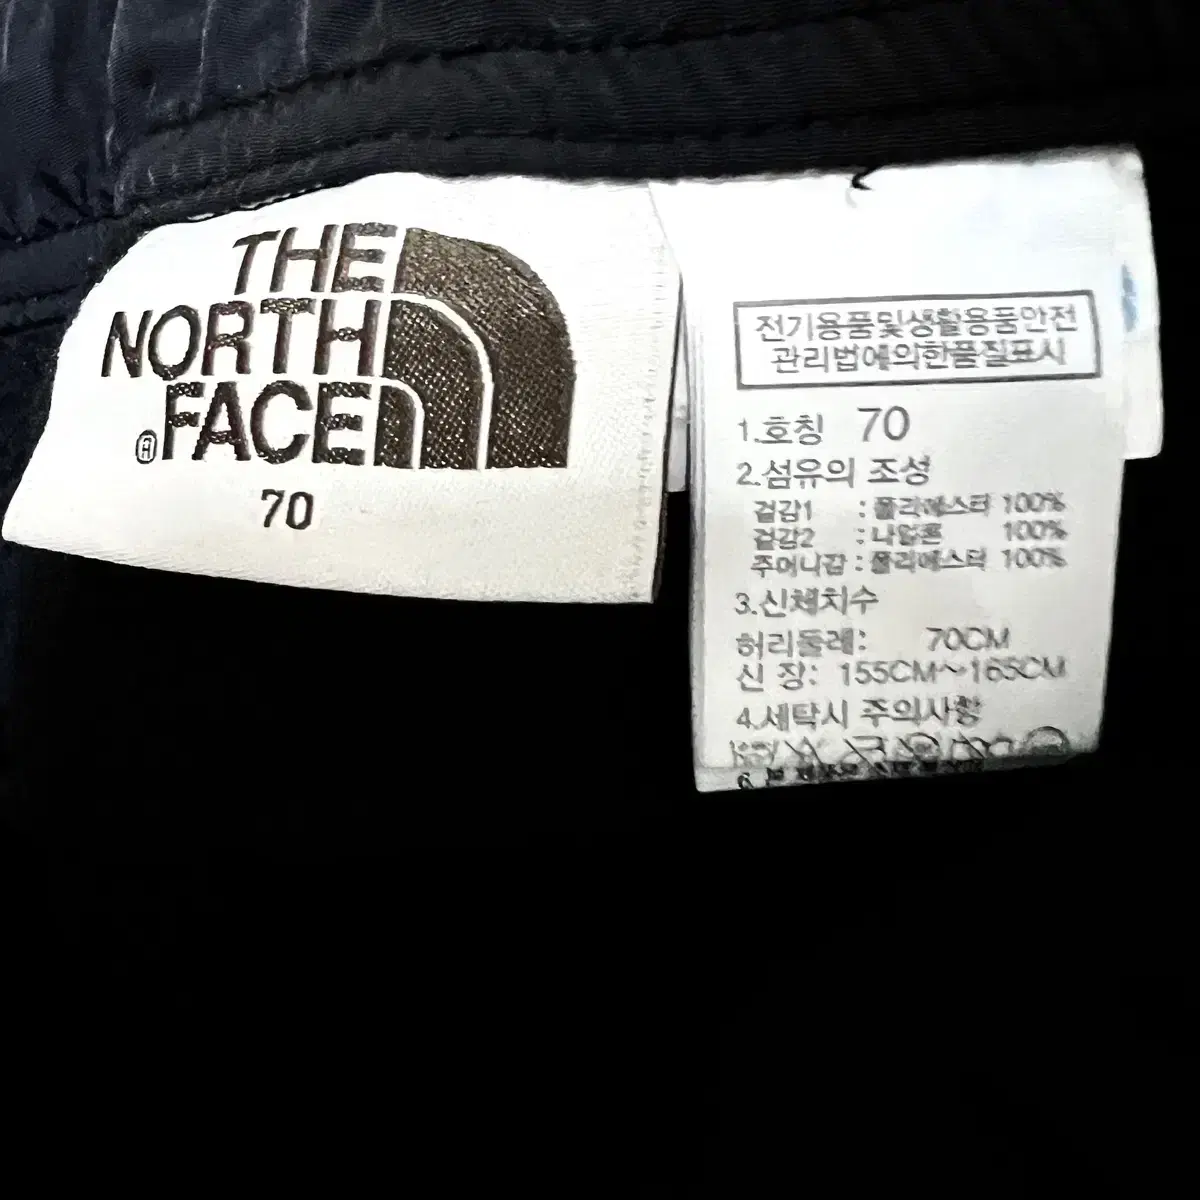 THE
NORTH
FACE
70
전기용품및생활용품안전
관리법에의한품질표시
1.호칭 70
2.섬유의 조성
겉감1 : 폴리에스터 100%
겉감2 : 나일론 100%
주머니감 : 폴리에스터 100%
3.신체치수
허리둘레: 70CM
신 장: 155CM~165CM
4.세탁시 주의사항